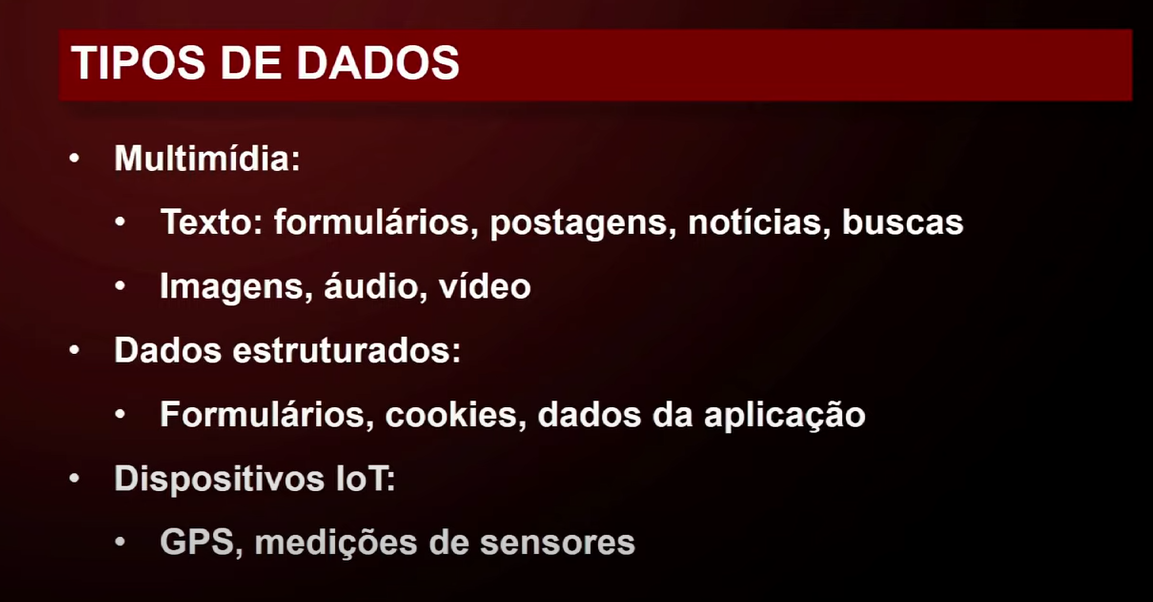 TIPOS DE DADOS
• Multimídia:
• Texto: formulários, postagens, notícias, buscas
• Imagens, áudio, vídeo
• Dados estruturados:
• Formulários, cookies, dados da aplicação
• Dispositivos IoT:
• GPS, medições de sensores